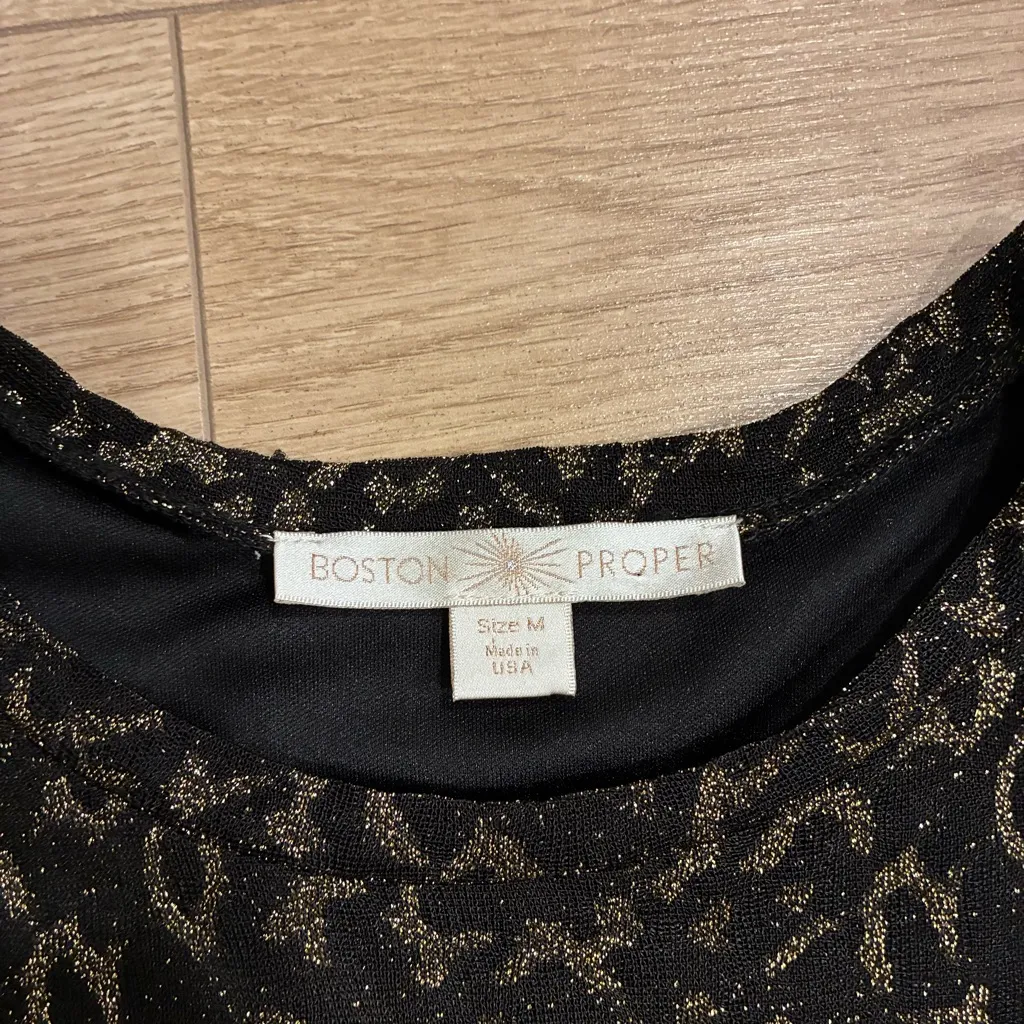 BOSTON PROPER
Size M
Made in
USA